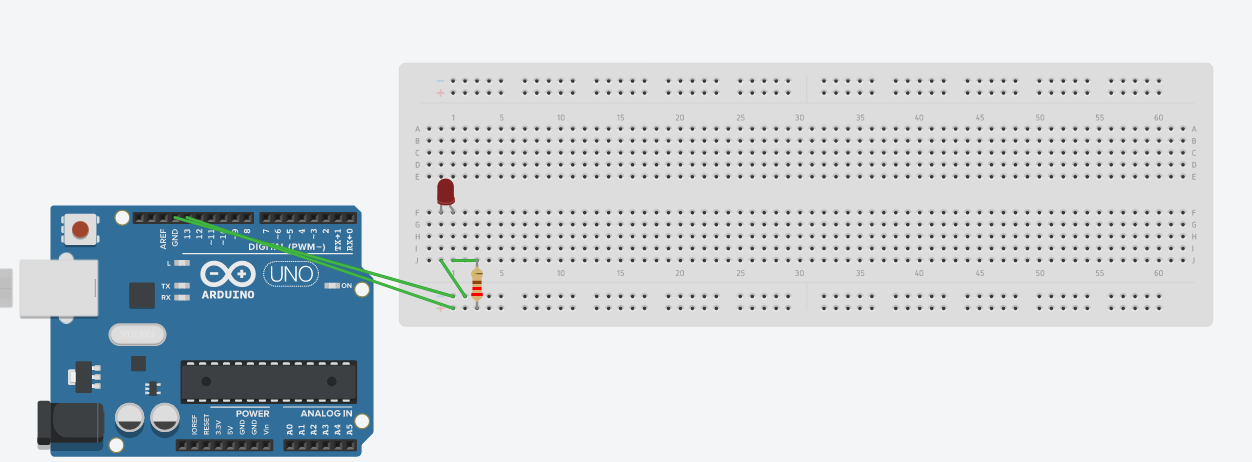 − 
+
1 5 10 15 20 25 30 35 40 45 50 55 60
A A
B B
C C
D D
E E
F F
G G
H H
I I
J J
1 5 10 15 20 25 30 35 40 45 50 55 60
+
AREF GND 13 12 ~11 ~10 ~9 8 7 ~6 ~5 4 ~3 2 TX→1 RX←0
DIGITAL (PWM~)
L
TX
RX
UNO
ON
ARDUINO
POWER ANALOG IN
IOREF RESET 3.3V 5V GND GND Vin A0 A1 A2 A3 A4 A5